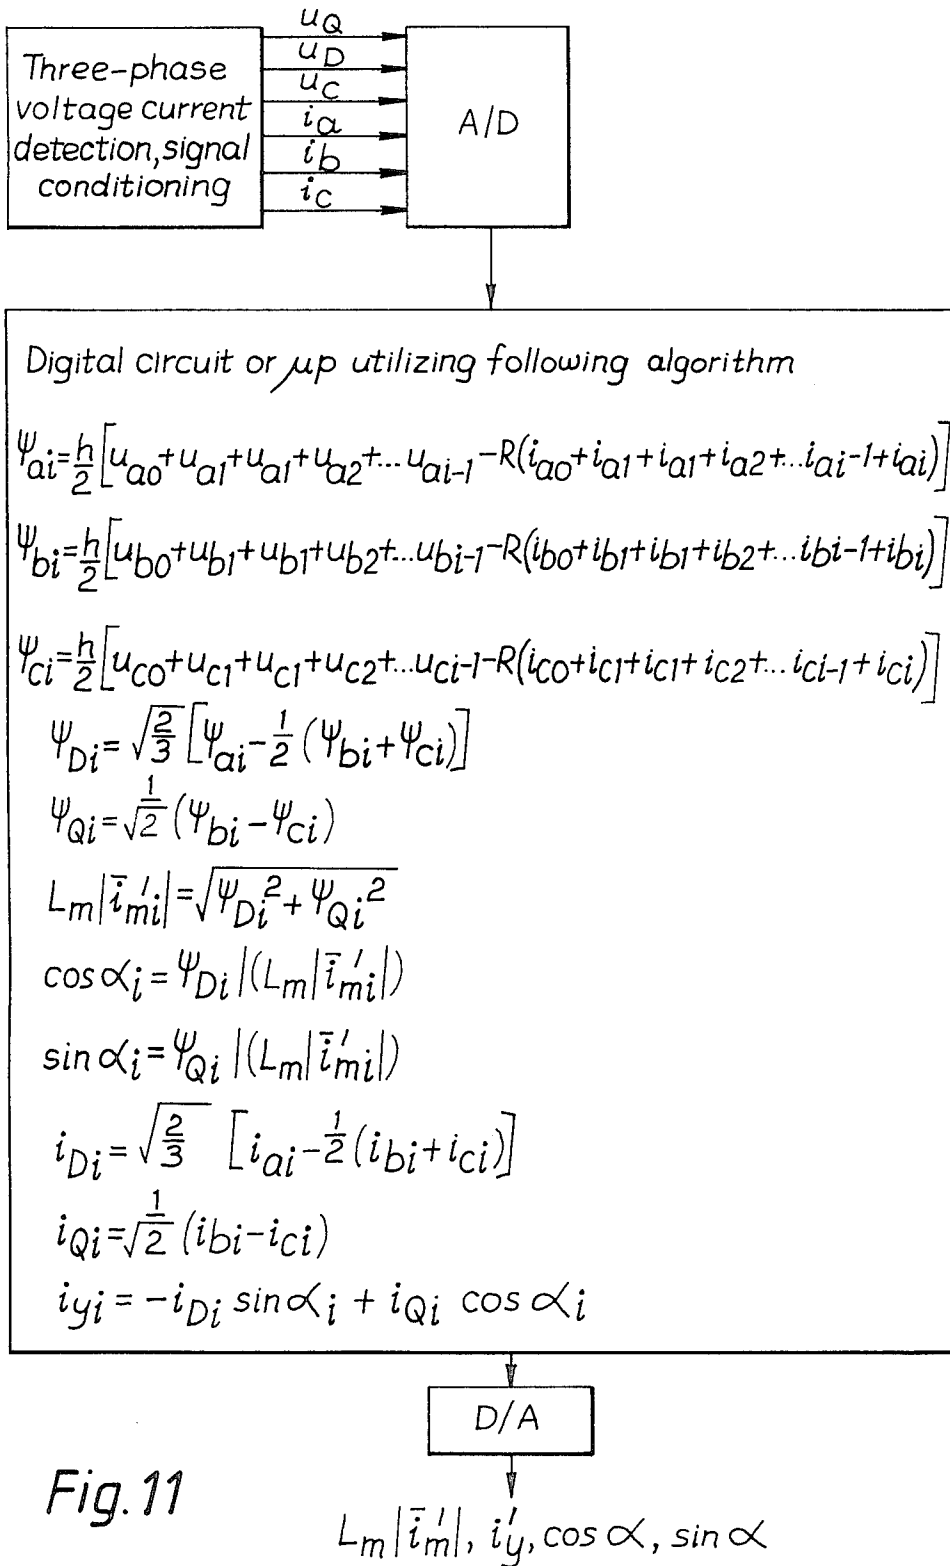 u_Q
u_D
u_C
i_a
i_b
i_c
Three-phase
voltage current
detection, signal
conditioning
A/D
Digital circuit or µp utilizing following algorithm
Ψ_ai = h/2 [u_a0 + u_a1 + u_a1 + u_a2 +... u_ai-1 - R(i_a0 + i_a1 + i_a1 + i_a2 +... i_ai-1 + i_ai)]
Ψ_bi = h/2 [u_b0 + u_b1 + u_b1 + u_b2 +... u_bi-1 - R(i_b0 + i_b1 + i_b1 + i_b2 +... i_bi-1 + i_bi)]
Ψ_ci = h/2 [u_c0 + u_c1 + u_c1 + u_c2 +... u_ci-1 - R(i_c0 + i_c1 + i_c1 + i_c2 +... i_ci-1 + i_ci)]
Ψ_Di = √(2/3) [Ψ_ai - 1/2 (Ψ_bi + Ψ_ci)]
Ψ_Qi = 1/√2 (Ψ_bi - Ψ_ci)
L_m|i̅'_mi| = √(Ψ_Di² + Ψ_Qi²)
cos α_i = Ψ_Di |(L_m|i̅'_mi|)
sin α_i = Ψ_Qi |(L_m|i̅'_mi|)
i_Di = √(2/3) [i_ai - 1/2 (i_bi + i_ci)]
i_Qi = 1/√2 (i_bi - i_ci)
i_yi = -i_Di sin α_i + i_Qi cos α_i
D/A
Fig. 11
L_m|i̅'_m|, i'_y, cos α, sin α